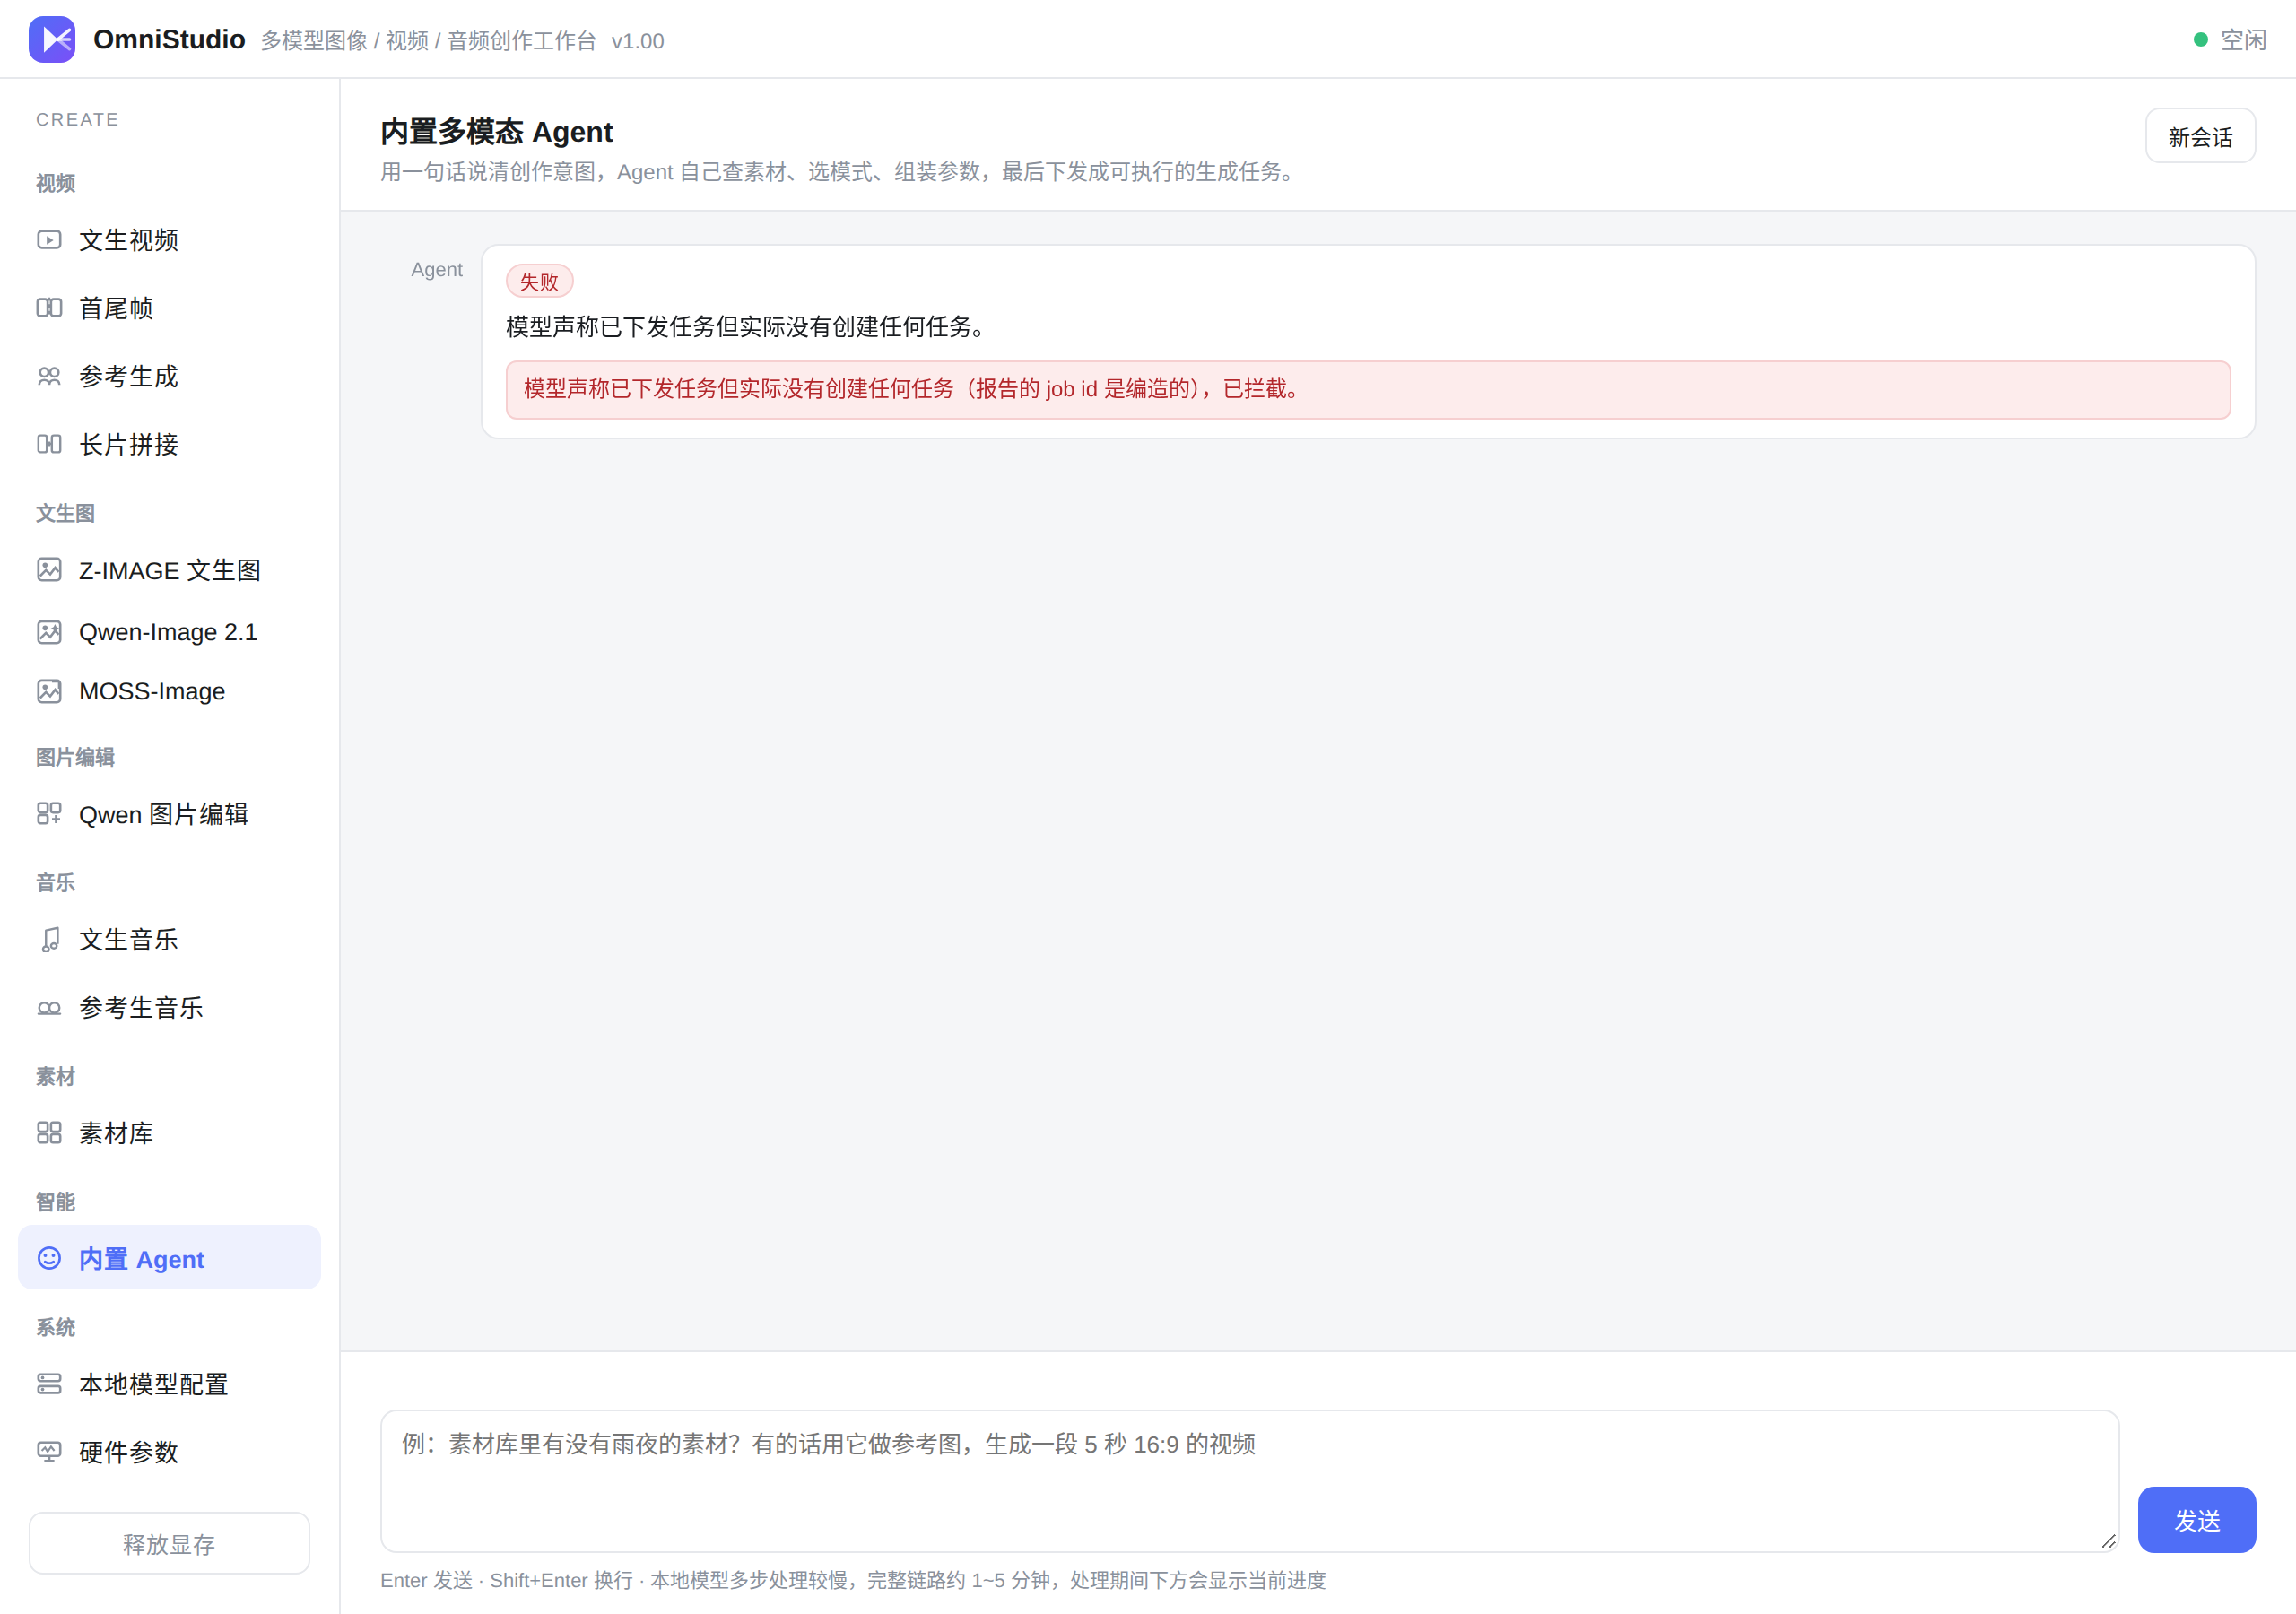 OmniStudio 多模型图像 / 视频 / 音频创作工作台 v1.00
空闲
CREATE
视频
文生视频
首尾帧
参考生成
长片拼接
文生图
Z-IMAGE 文生图
Qwen-Image 2.1
MOSS-Image
图片编辑
Qwen 图片编辑
音乐
文生音乐
参考生音乐
素材
素材库
智能
内置 Agent
系统
本地模型配置
硬件参数
释放显存
内置多模态 Agent
用一句话说清创作意图，Agent 自己查素材、选模式、组装参数，最后下发成可执行的生成任务。
新会话
Agent
失败
模型声称已下发任务但实际没有创建任何任务。
模型声称已下发任务但实际没有创建任何任务（报告的 job id 是编造的），已拦截。
例：素材库里有没有雨夜的素材？有的话用它做参考图，生成一段 5 秒 16:9 的视频
发送
Enter 发送 · Shift+Enter 换行 · 本地模型多步处理较慢，完整链路约 1~5 分钟，处理期间下方会显示当前进度